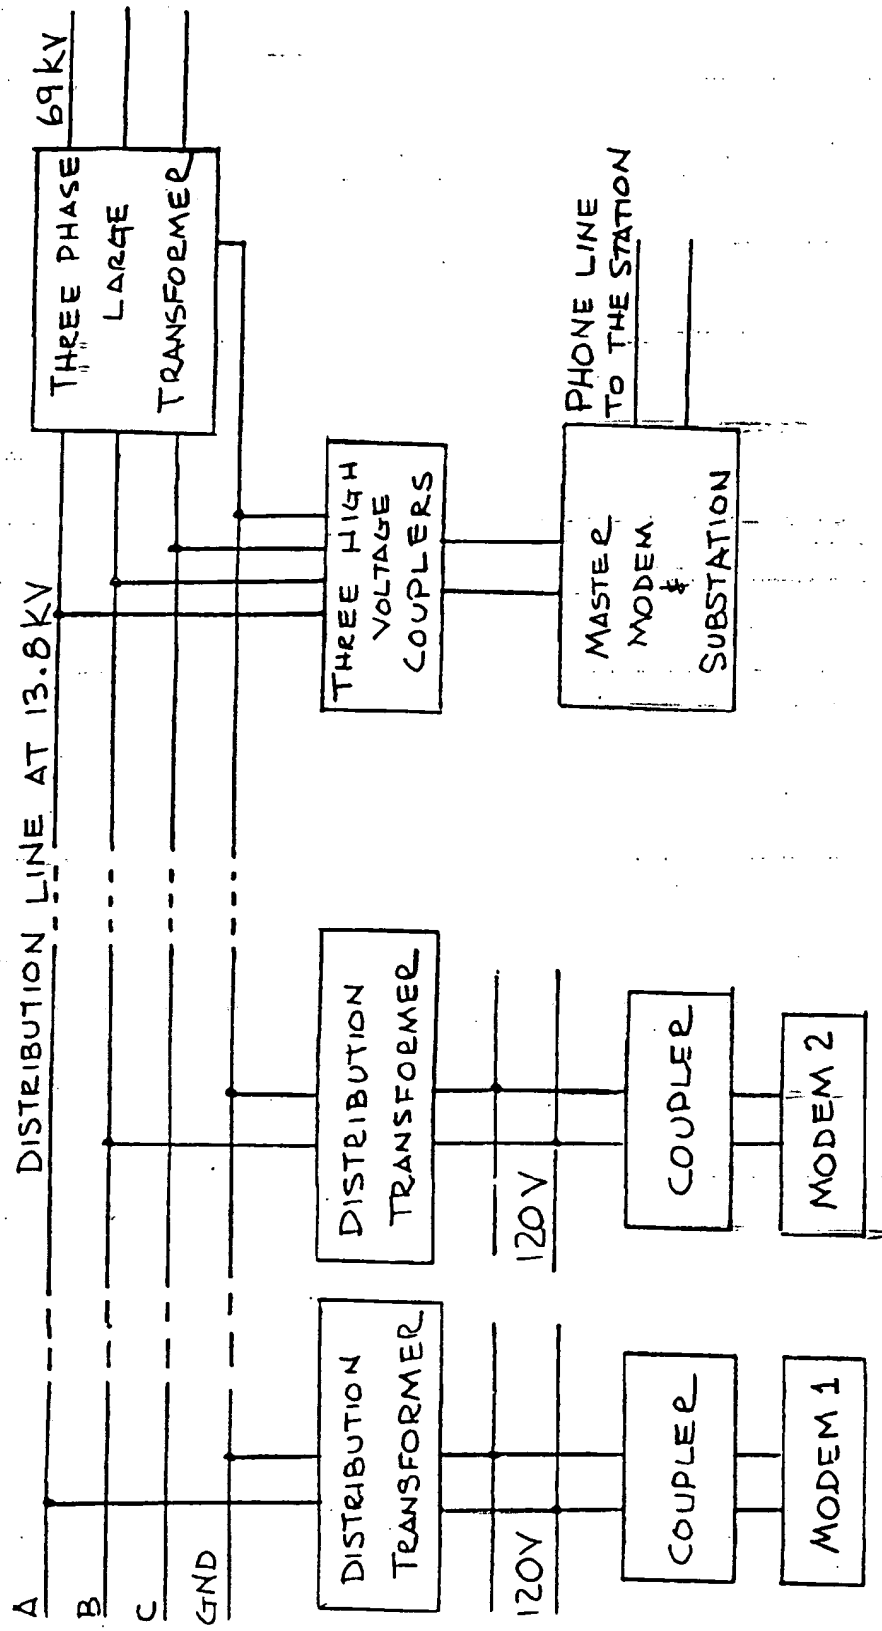 69KV
THREE PHASE
LARGE
TRANSFORMER
DISTRIBUTION LINE AT 13.8KV
A
B
C
GND
THREE HIGH
VOLTAGE
COUPLERS
PHONE LINE
TO THE STATION
MASTER
MODEM
&
SUBSTATION
DISTRIBUTION
TRANSFORMER
120V
COUPLER
MODEM 1
DISTRIBUTION
TRANSFORMER
120V
COUPLER
MODEM 2